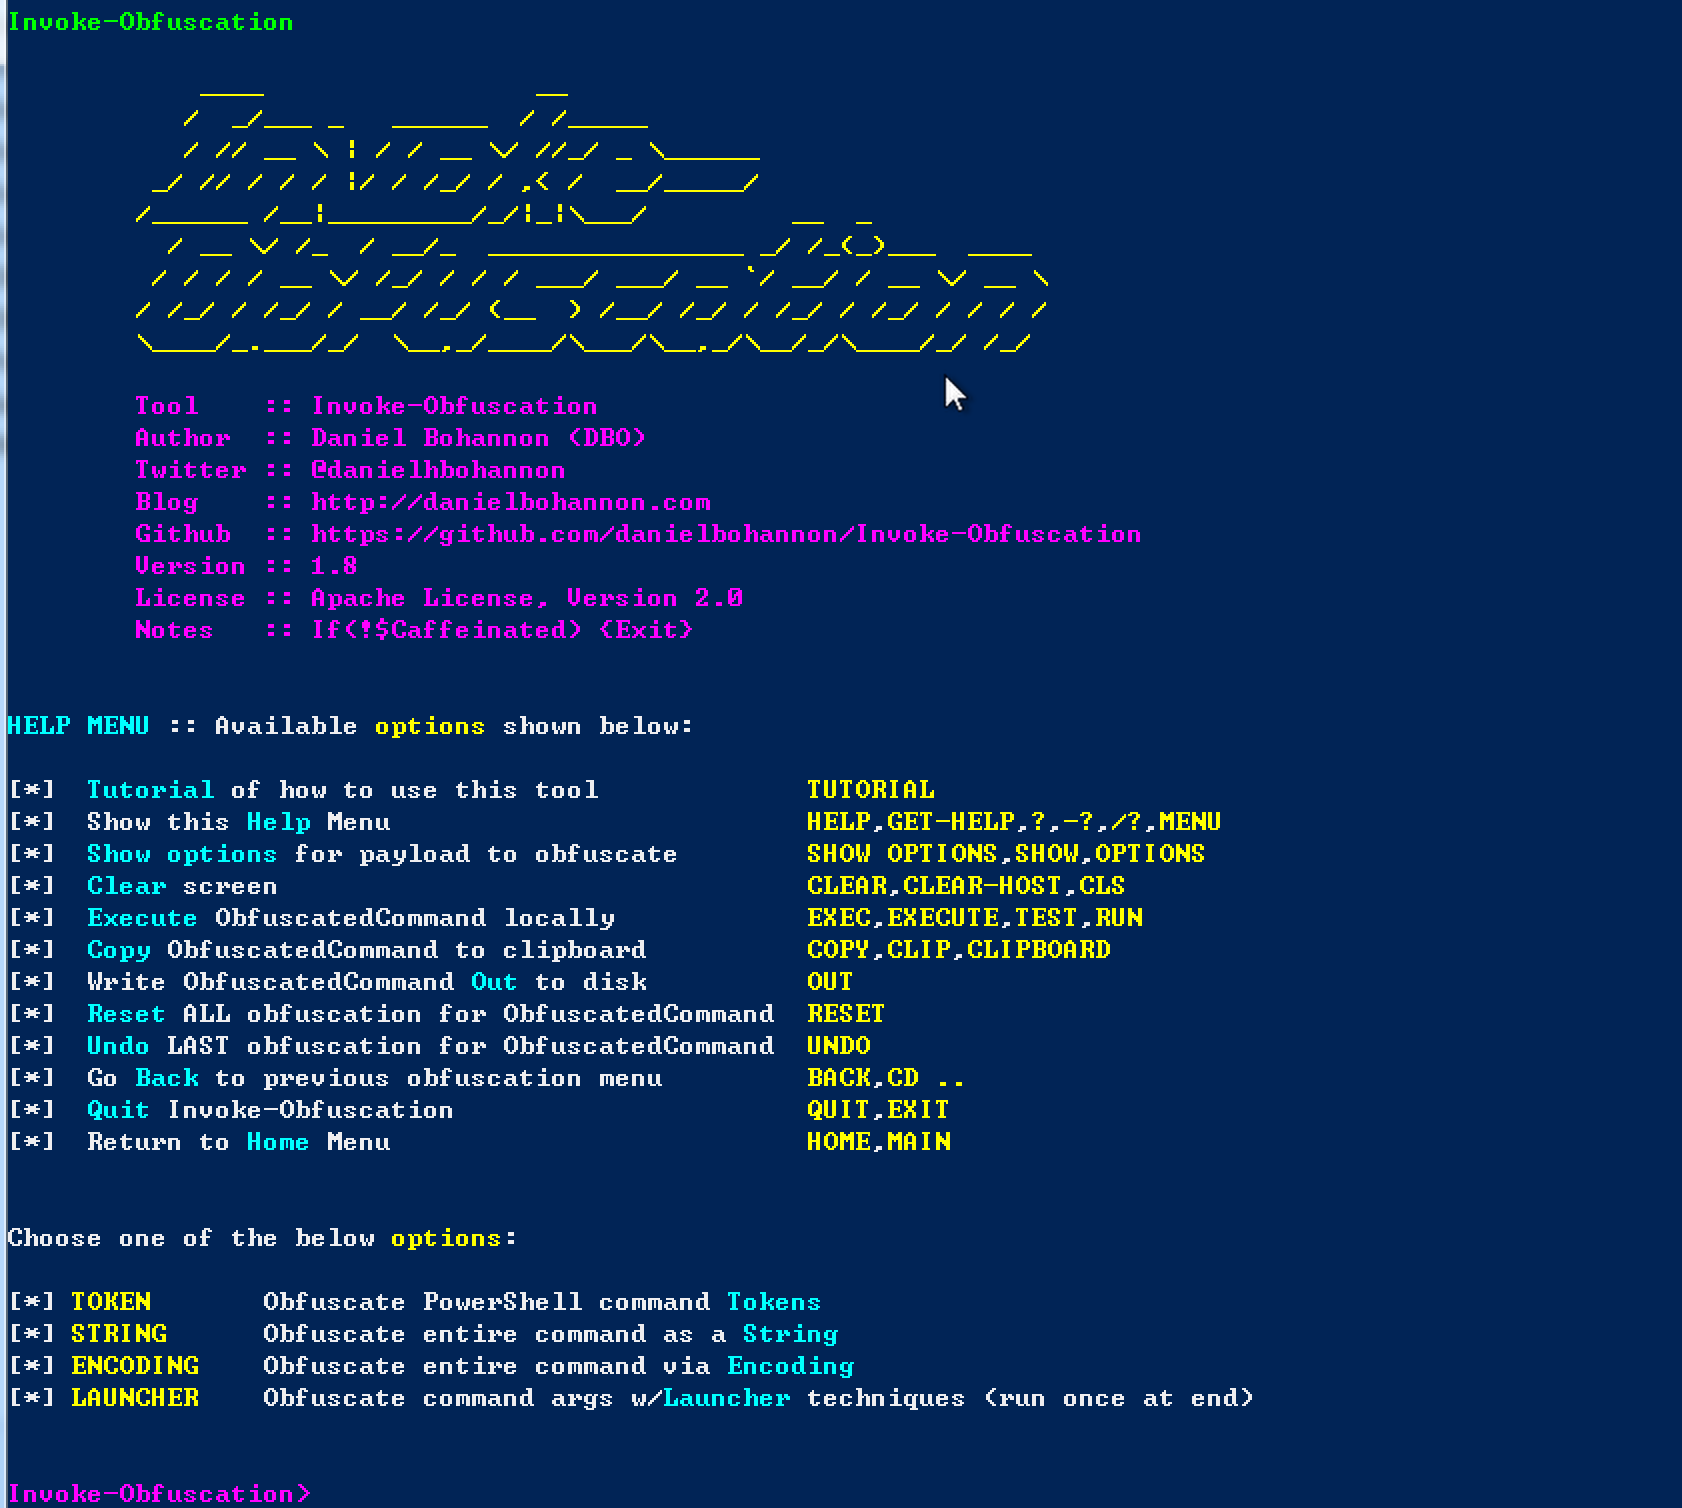 Invoke-Obfuscation
Invoke-
Obfuscation
Tool    :: Invoke-Obfuscation
Author  :: Daniel Bohannon (DBO)
Twitter :: @danielhbohannon
Blog    :: http://danielbohannon.com
Github  :: https://github.com/danielbohannon/Invoke-Obfuscation
Version :: 1.8
License :: Apache License, Version 2.0
Notes   :: If(!$Caffeinated) {Exit}
HELP MENU :: Available options shown below:
[*]  Tutorial of how to use this tool             TUTORIAL
[*]  Show this Help Menu                          HELP,GET-HELP,?,-?,/?,MENU
[*]  Show options for payload to obfuscate        SHOW OPTIONS,SHOW,OPTIONS
[*]  Clear screen                                 CLEAR,CLEAR-HOST,CLS
[*]  Execute ObfuscatedCommand locally            EXEC,EXECUTE,TEST,RUN
[*]  Copy ObfuscatedCommand to clipboard          COPY,CLIP,CLIPBOARD
[*]  Write ObfuscatedCommand Out to disk          OUT
[*]  Reset ALL obfuscation for ObfuscatedCommand  RESET
[*]  Undo LAST obfuscation for ObfuscatedCommand  UNDO
[*]  Go Back to previous obfuscation menu         BACK,CD ..
[*]  Quit Invoke-Obfuscation                      QUIT,EXIT
[*]  Return to Home Menu                          HOME,MAIN
Choose one of the below options:
[*] TOKEN       Obfuscate PowerShell command Tokens
[*] STRING      Obfuscate entire command as a String
[*] ENCODING    Obfuscate entire command via Encoding
[*] LAUNCHER    Obfuscate command args w/Launcher techniques (run once at end)
Invoke-Obfuscation>